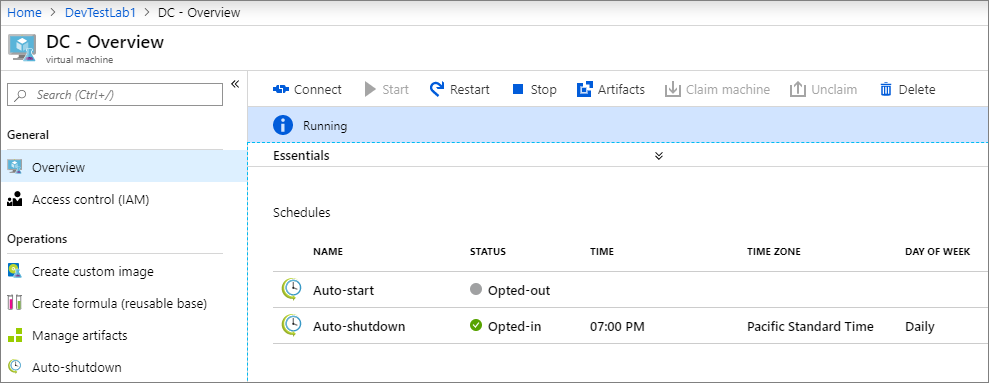 Home > DevTestLab1 > DC - Overview
DC - Overview
virtual machine
Search (Ctrl+/)
«
General
Overview
Access control (IAM)
Operations
Create custom image
Create formula (reusable base)
Manage artifacts
Auto-shutdown
Connect Start Restart Stop Artifacts Claim machine Unclaim Delete
Running
Essentials
Schedules
NAME STATUS TIME TIME ZONE DAY OF WEEK
Auto-start Opted-out
Auto-shutdown Opted-in 07:00 PM Pacific Standard Time Daily